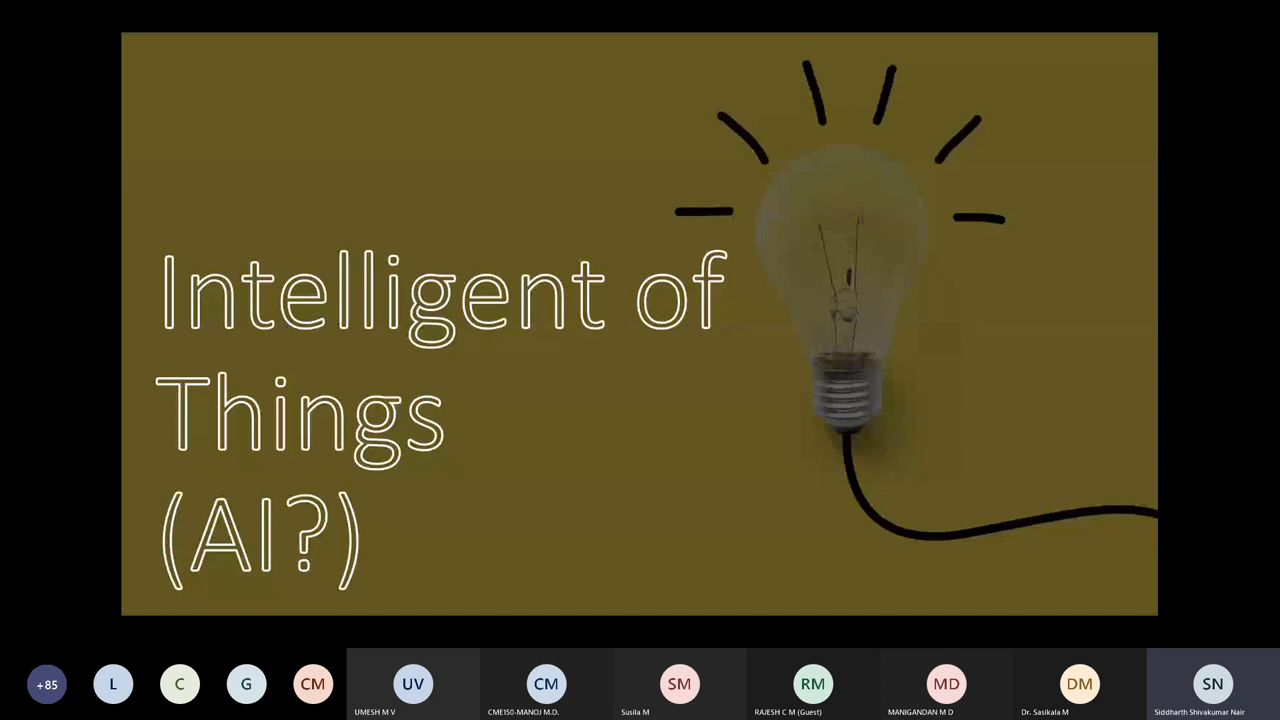 Intelligent of
Things
(AI?)
+85
L
C
G
CM
UV
CM
SM
RM
MD
DM
SN
UMESH M V
CME150-MANOJ M.D.
Susila M
RAJESH C M (Guest)
MANIGANDAN M D
Dr. Sasikala M
Siddharth Shivakumar Nair